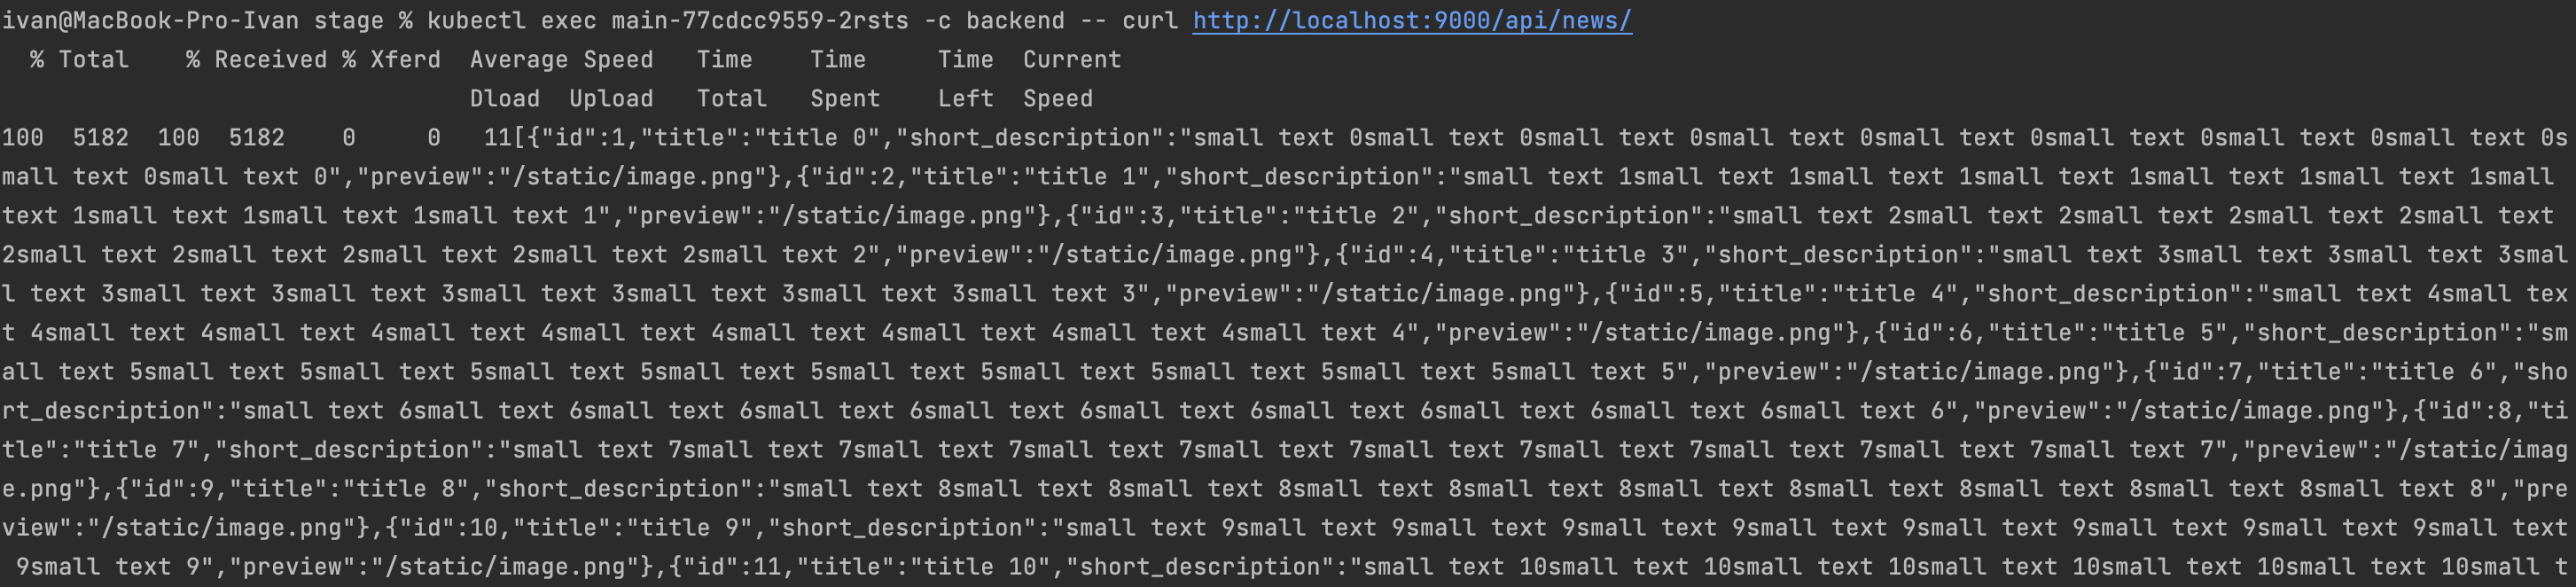 ivan@MacBook-Pro-Ivan stage % kubectl exec main-77cdcc9559-2rsts -c backend -- curl http://localhost:9000/api/news/
  % Total    % Received % Xferd  Average Speed   Time    Time     Time  Current
                                 Dload  Upload   Total   Spent    Left  Speed
100  5182  100  5182    0     0   11[{"id":1,"title":"title 0","short_description":"small text 0small text 0small text 0small text 0small text 0small text 0small text 0small text 0s
mall text 0small text 0","preview":"/static/image.png"},{"id":2,"title":"title 1","short_description":"small text 1small text 1small text 1small text 1small text 1small text 1small
text 1small text 1small text 1small text 1","preview":"/static/image.png"},{"id":3,"title":"title 2","short_description":"small text 2small text 2small text 2small text 2small text
2small text 2small text 2small text 2small text 2small text 2","preview":"/static/image.png"},{"id":4,"title":"title 3","short_description":"small text 3small text 3small text 3smal
l text 3small text 3small text 3small text 3small text 3small text 3","preview":"/static/image.png"},{"id":5,"title":"title 4","short_description":"small text 4small tex
t 4small text 4small text 4small text 4small text 4small text 4small text 4small text 4","preview":"/static/image.png"},{"id":6,"title":"title 5","short_description":"sm
all text 5small text 5small text 5small text 5small text 5small text 5small text 5small text 5small text 5small text 5","preview":"/static/image.png"},{"id":7,"title":"title 6","sho
rt_description":"small text 6small text 6small text 6small text 6small text 6small text 6small text 6small text 6small text 6small text 6","preview":"/static/image.png"},{"id":8,"ti
tle":"title 7","short_description":"small text 7small text 7small text 7small text 7small text 7small text 7small text 7small text 7small text 7small text 7","preview":"/static/imag
e.png"},{"id":9,"title":"title 8","short_description":"small text 8small text 8small text 8small text 8small text 8small text 8small text 8small text 8small text 8small text 8","pre
view":"/static/image.png"},{"id":10,"title":"title 9","short_description":"small text 9small text 9small text 9small text 9small text 9small text 9small text 9small text 9small text
 9small text 9","preview":"/static/image.png"},{"id":11,"title":"title 10","short_description":"small text 10small text 10small text 10small text 10small text 10small text 10small t